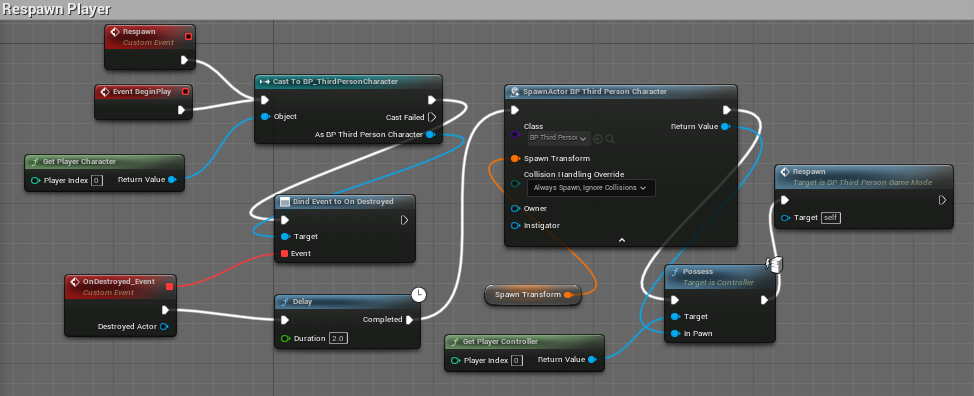 Respawn Player
Respawn
Custom Event
Event BeginPlay
Cast To BP_ThirdPersonCharacter
Object
Cast Failed
As BP Third Person Character
Get Player Character
Player Index 0
Return Value
Bind Event to On Destroyed
Target
Event
OnDestroyed_Event
Custom Event
Destroyed Actor
Delay
Completed
Duration 2.0
SpawnActor BP Third Person Character
Return Value
Class
BP Third Person
Spawn Transform
Collision Handling Override
Always Spawn, Ignore Collisions
Owner
Instigator
Spawn Transform
Get Player Controller
Player Index 0
Return Value
Possess
Target is Controller
Target
In Pawn
Respawn
Target is BP Third Person Game Mode
Target self